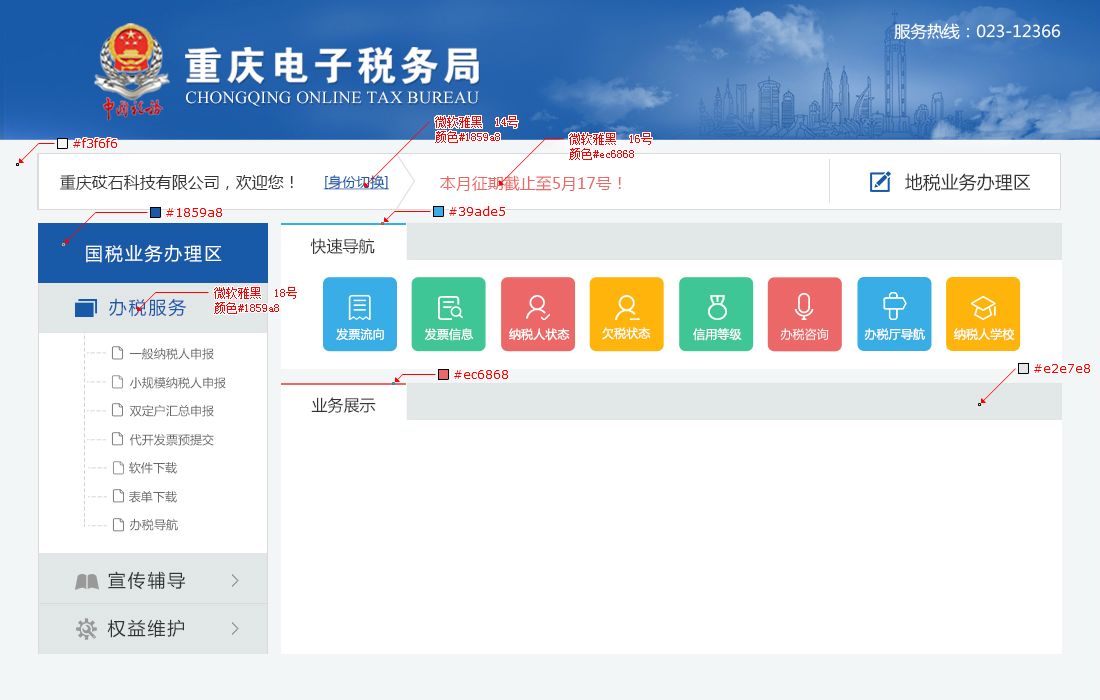 服务热线：023-12366
重庆电子税务局
CHONGQING ONLINE TAX BUREAU
中国税务
微软雅黑 14号
颜色#1859a8
微软雅黑 16号
颜色#ec6868
#f3f6f6
重庆砹石科技有限公司，欢迎您！
[身份切换]
本月征期截止至5月17号！
地税业务办理区
#1859a8
#39ade5
国税业务办理区
快速导航
办税服务
微软雅黑 18号
颜色#1859a8
发票流向
发票信息
纳税人状态
欠税状态
信用等级
办税咨询
办税厅导航
纳税人学校
一般纳税人申报
小规模纳税人申报
双定户汇总申报
代开发票预提交
软件下载
表单下载
办税导航
#ec6868
#e2e7e8
业务展示
宣传辅导
权益维护